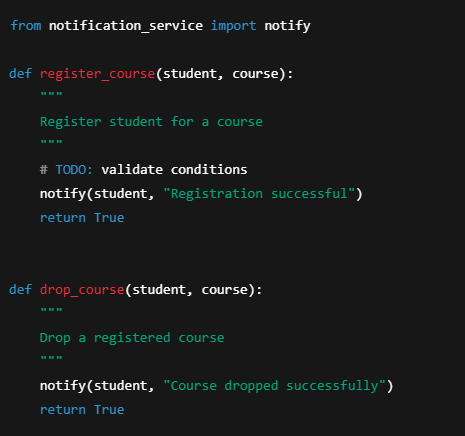 from notification_service import notify
def register_course(student, course):
    """
    Register student for a course
    """
    # TODO: validate conditions
    notify(student, "Registration successful")
    return True
def drop_course(student, course):
    """
    Drop a registered course
    """
    notify(student, "Course dropped successfully")
    return True